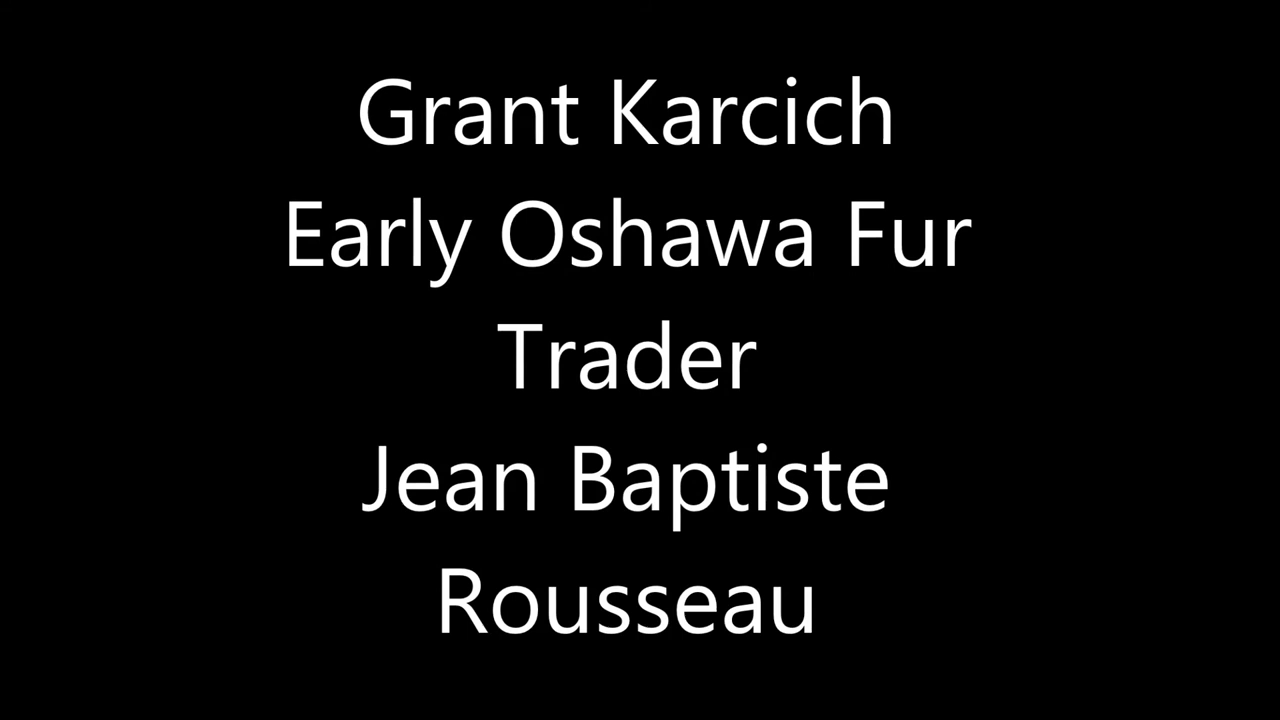 Grant Karcich
Early Oshawa Fur
Trader
Jean Baptiste
Rousseau